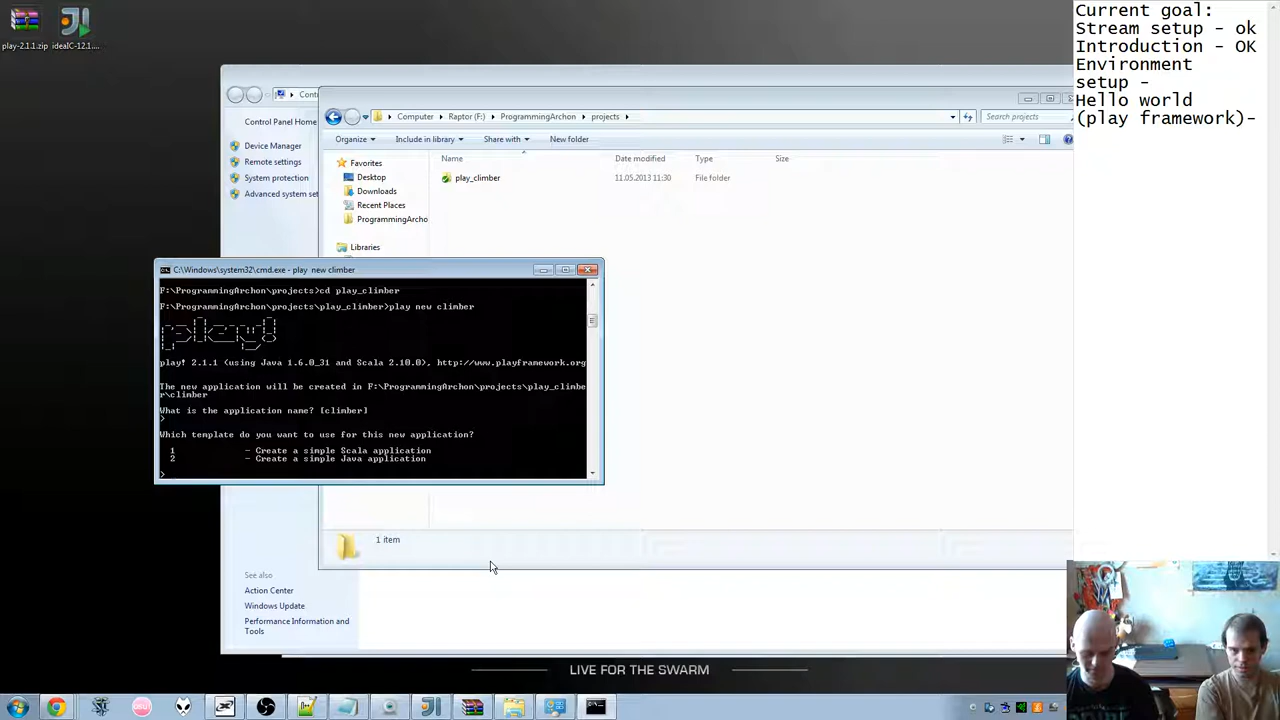 play-2.1.1.zip
ideaIC-12.1....
Current goal:
Stream setup - ok
Introduction - OK
Environment
setup -
Hello world
(play framework)-
Computer
Raptor (F:)
ProgrammingArchon
projects
Search projects
Organize
Include in library
Share with
New folder
Control Panel Home
Device Manager
Remote settings
System protection
Advanced system set
Favorites
Desktop
Downloads
Recent Places
ProgrammingArcho
Libraries
Name
Date modified
Type
Size
play_climber
11.05.2013 11:30
File folder
C:\Windows\system32\cmd.exe - play new climber
F:\ProgrammingArchon\projects>cd play_climber
F:\ProgrammingArchon\projects\play_climber>play new climber
play!
play! 2.1.1 (using Java 1.6.0_31 and Scala 2.10.0), http://www.playframework.org
The new application will be created in F:\ProgrammingArchon\projects\play_climbe
r\climber
What is the application name? [climber]
>
Which template do you want to use for this new application?
1 - Create a simple Scala application
2 - Create a simple Java application
>
1 item
See also
Action Center
Windows Update
Performance Information and
Tools
LIVE FOR THE SWARM